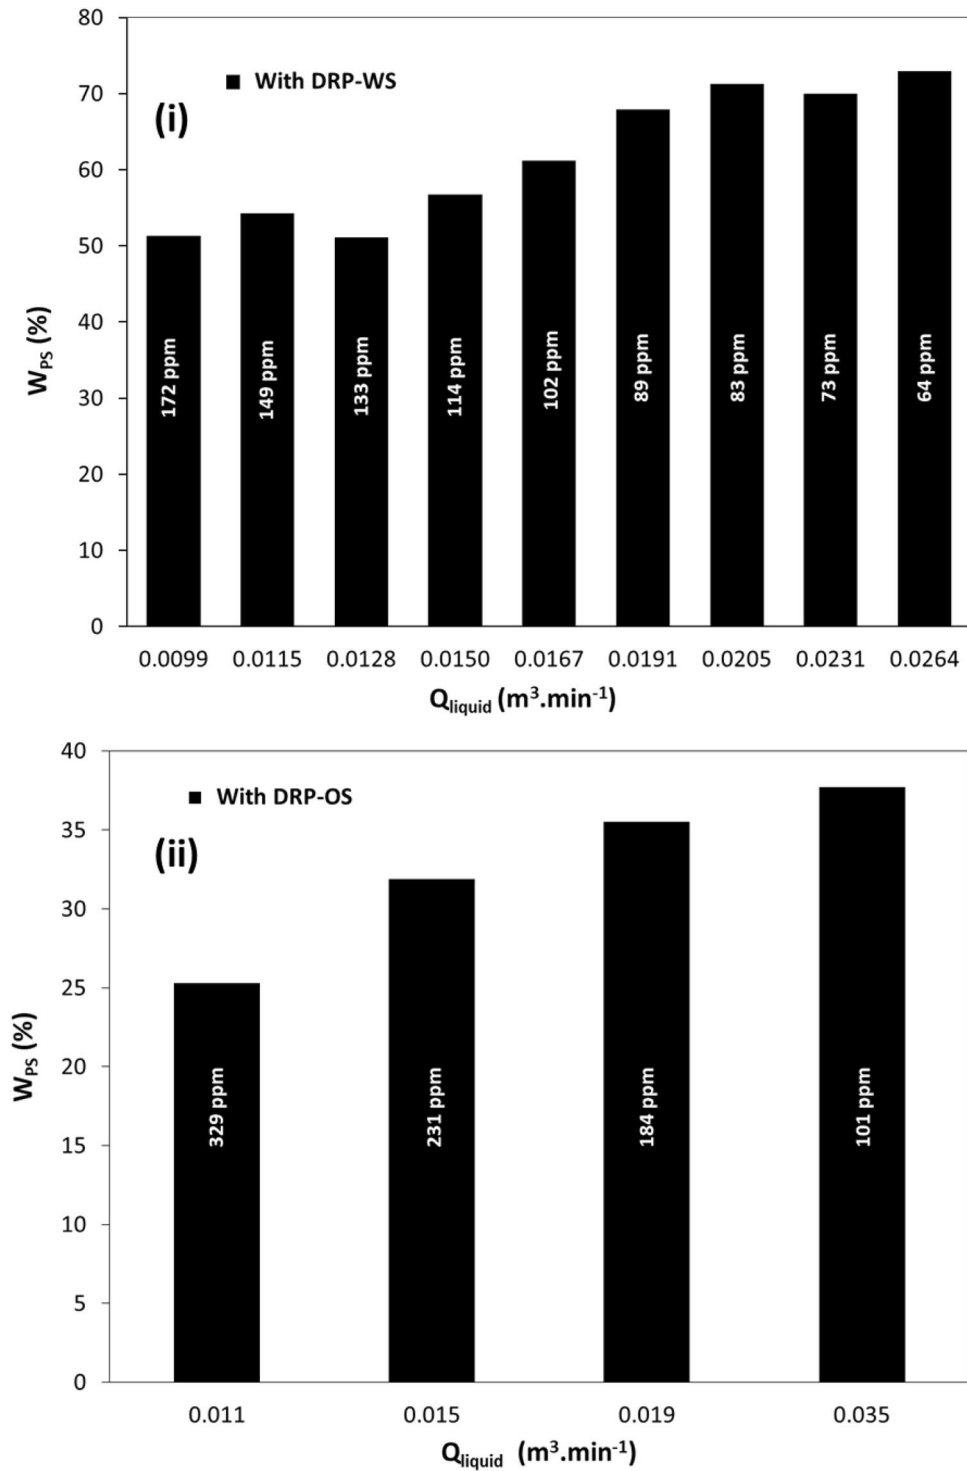 80
■ With DRP-WS
(i)
70
60
50
40
30
20
10
0
W_PS (%)
172 ppm
149 ppm
133 ppm
114 ppm
102 ppm
89 ppm
83 ppm
73 ppm
64 ppm
0.0099 0.0115 0.0128 0.0150 0.0167 0.0191 0.0205 0.0231 0.0264
Q_liquid (m³.min⁻¹)
40
■ With DRP-OS
(ii)
35
30
25
20
15
10
5
0
W_PS (%)
329 ppm
231 ppm
184 ppm
101 ppm
0.011 0.015 0.019 0.035
Q_liquid (m³.min⁻¹)